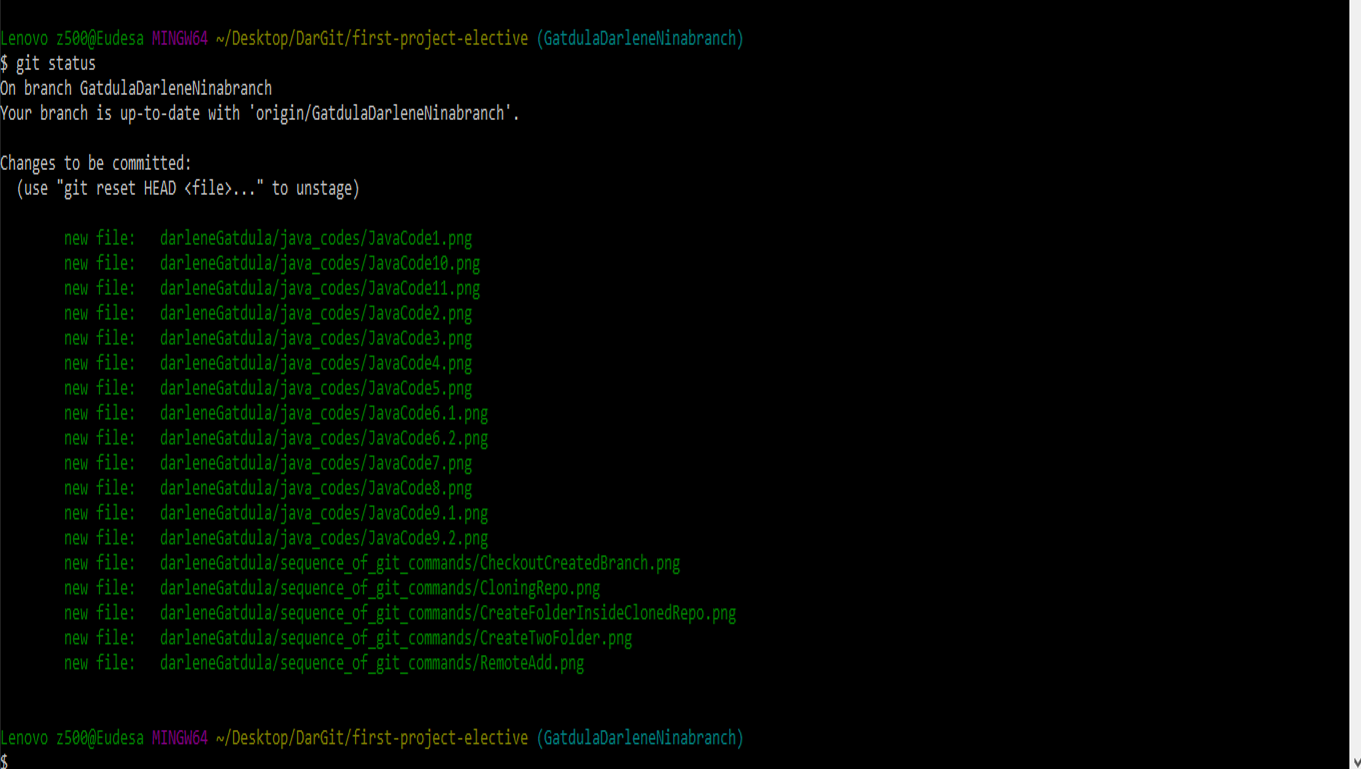 Lenovo z500@Eudesa MINGW64 ~/Desktop/DarGit/first-project-elective (GatdulaDarleneNinabranch)
$ git status
On branch GatdulaDarleneNinabranch
Your branch is up-to-date with 'origin/GatdulaDarleneNinabranch'.
Changes to be committed:
(use "git reset HEAD <file>..." to unstage)
new file: darleneGatdula/java_codes/JavaCode1.png
new file: darleneGatdula/java_codes/JavaCode10.png
new file: darleneGatdula/java_codes/JavaCode11.png
new file: darleneGatdula/java_codes/JavaCode2.png
new file: darleneGatdula/java_codes/JavaCode3.png
new file: darleneGatdula/java_codes/JavaCode4.png
new file: darleneGatdula/java_codes/JavaCode5.png
new file: darleneGatdula/java_codes/JavaCode6.1.png
new file: darleneGatdula/java_codes/JavaCode6.2.png
new file: darleneGatdula/java_codes/JavaCode7.png
new file: darleneGatdula/java_codes/JavaCode8.png
new file: darleneGatdula/java_codes/JavaCode9.1.png
new file: darleneGatdula/java_codes/JavaCode9.2.png
new file: darleneGatdula/sequence_of_git_commands/CheckoutCreatedBranch.png
new file: darleneGatdula/sequence_of_git_commands/CloningRepo.png
new file: darleneGatdula/sequence_of_git_commands/CreateFolderInsideClonedRepo.png
new file: darleneGatdula/sequence_of_git_commands/CreateTwoFolder.png
new file: darleneGatdula/sequence_of_git_commands/RemoteAdd.png
Lenovo z500@Eudesa MINGW64 ~/Desktop/DarGit/first-project-elective (GatdulaDarleneNinabranch)
$